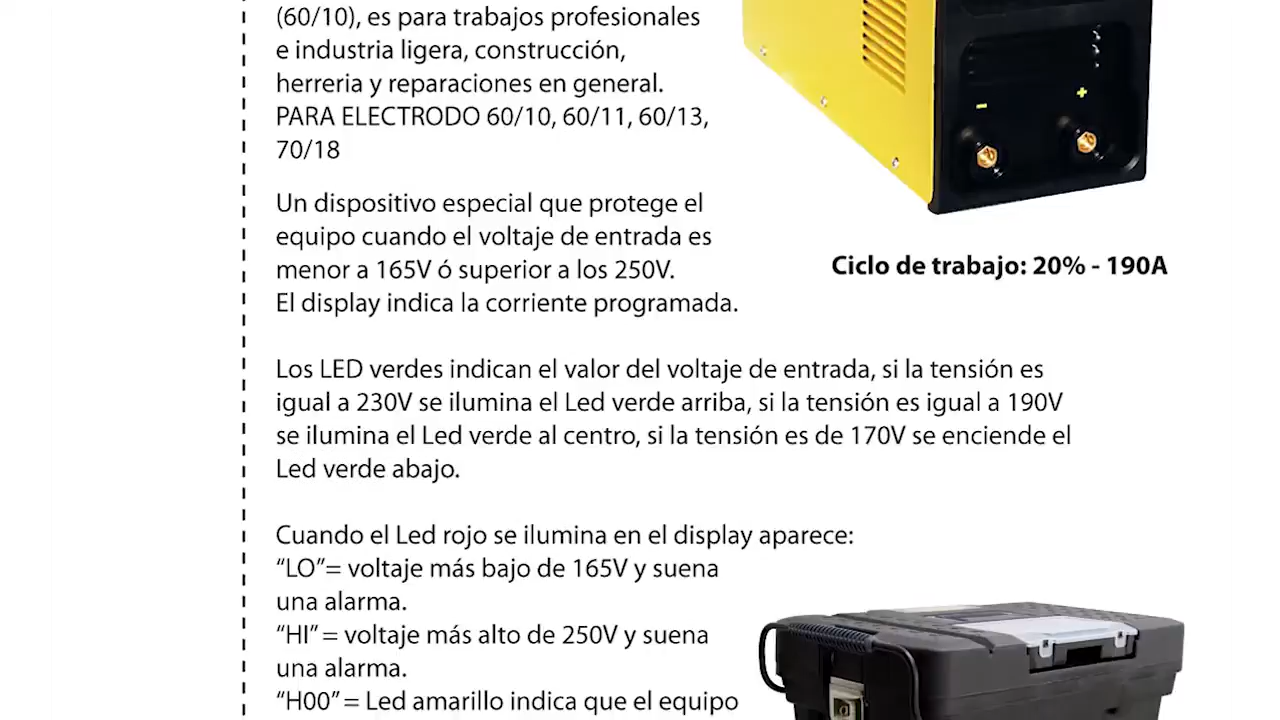 (60/10), es para trabajos profesionales
e industria ligera, construcción,
herreria y reparaciones en general.
PARA ELECTRODO 60/10, 60/11, 60/13,
70/18
Un dispositivo especial que protege el
equipo cuando el voltaje de entrada es
menor a 165V ó superior a los 250V.
El display indica la corriente programada.
- +
Ciclo de trabajo: 20% - 190A
Los LED verdes indican el valor del voltaje de entrada, si la tensión es
igual a 230V se ilumina el Led verde arriba, si la tensión es igual a 190V
se ilumina el Led verde al centro, si la tensión es de 170V se enciende el
Led verde abajo.
Cuando el Led rojo se ilumina en el display aparece:
“LO”= voltaje más bajo de 165V y suena
una alarma.
“HI” = voltaje más alto de 250V y suena
una alarma.
“H00” = Led amarillo indica que el equipo